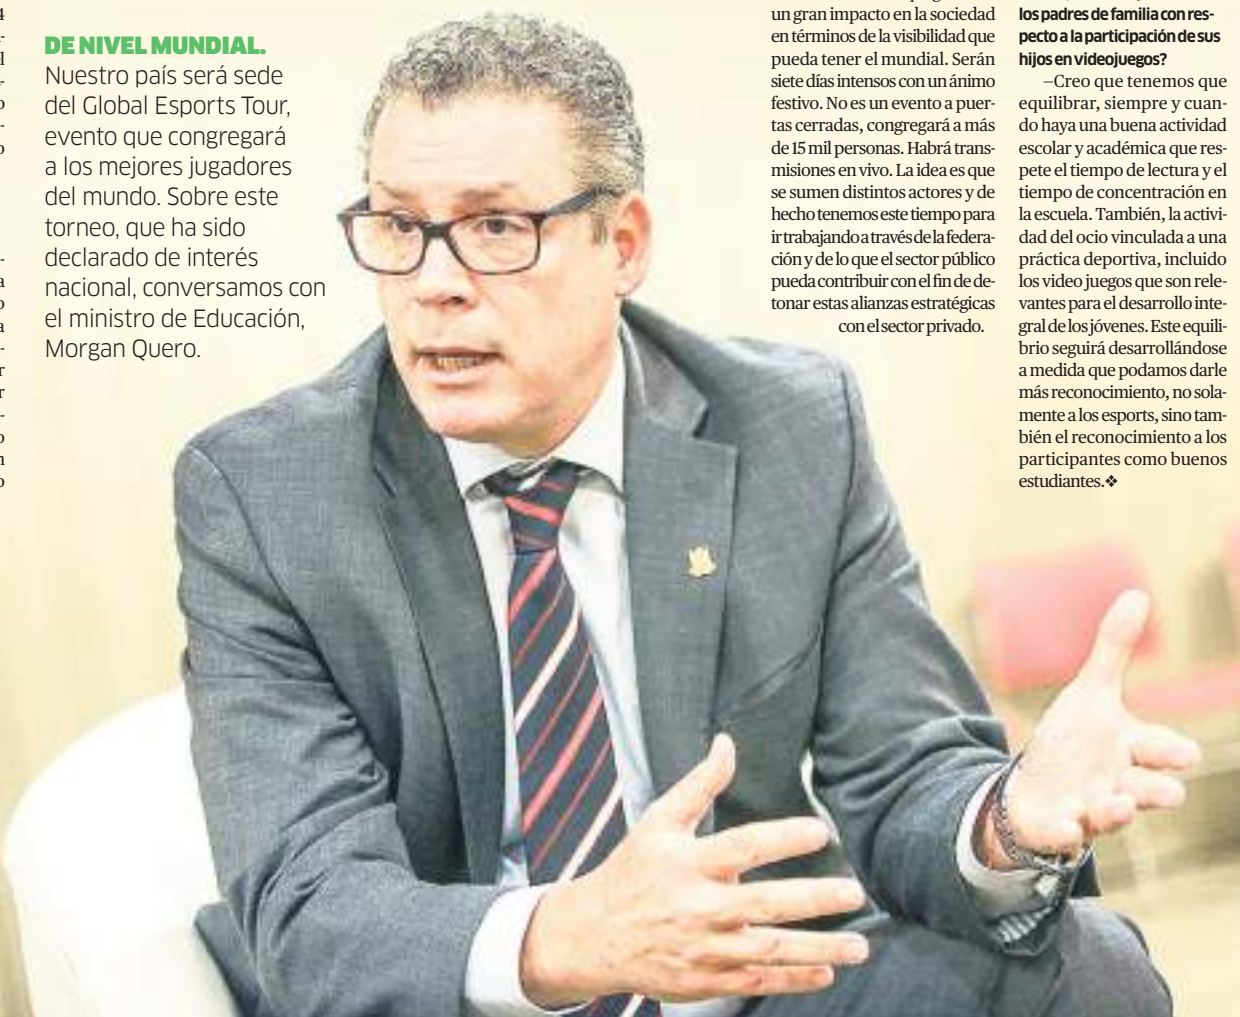 DE NIVEL MUNDIAL.
Nuestro país será sede
del Global Esports Tour,
evento que congregará
a los mejores jugadores
del mundo. Sobre este
torneo, que ha sido
declarado de interés
nacional, conversamos con
el ministro de Educación,
Morgan Quero.
un gran impacto en la sociedad
en términos de la visibilidad que
pueda tener el mundial. Serán
siete días intensos con un ánimo
festivo. No es un evento a puer-
tas cerradas, congregará a más
de 15 mil personas. Habrá trans-
misiones en vivo. La idea es que
se sumen distintos actores y de
hecho tenemos este tiempo para
ir trabajando a través de la federa-
ción y de lo que el sector público
pueda contribuir con el fin de de-
tonar estas alianzas estratégicas
con el sector privado.
los padres de familia con res-
pecto a la participación de sus
hijos en videojuegos?
—Creo que tenemos que
equilibrar, siempre y cuan-
do haya una buena actividad
escolar y académica que res-
pete el tiempo de lectura y el
tiempo de concentración en
la escuela. También, la activi-
dad del ocio vinculada a una
práctica deportiva, incluido
los video juegos que son rele-
vantes para el desarrollo inte-
gral de los jóvenes. Este equili-
brio seguirá desarrollándose
a medida que podamos darle
más reconocimiento, no sola-
mente a los esports, sino tam-
bién el reconocimiento a los
participantes como buenos
estudiantes.❖